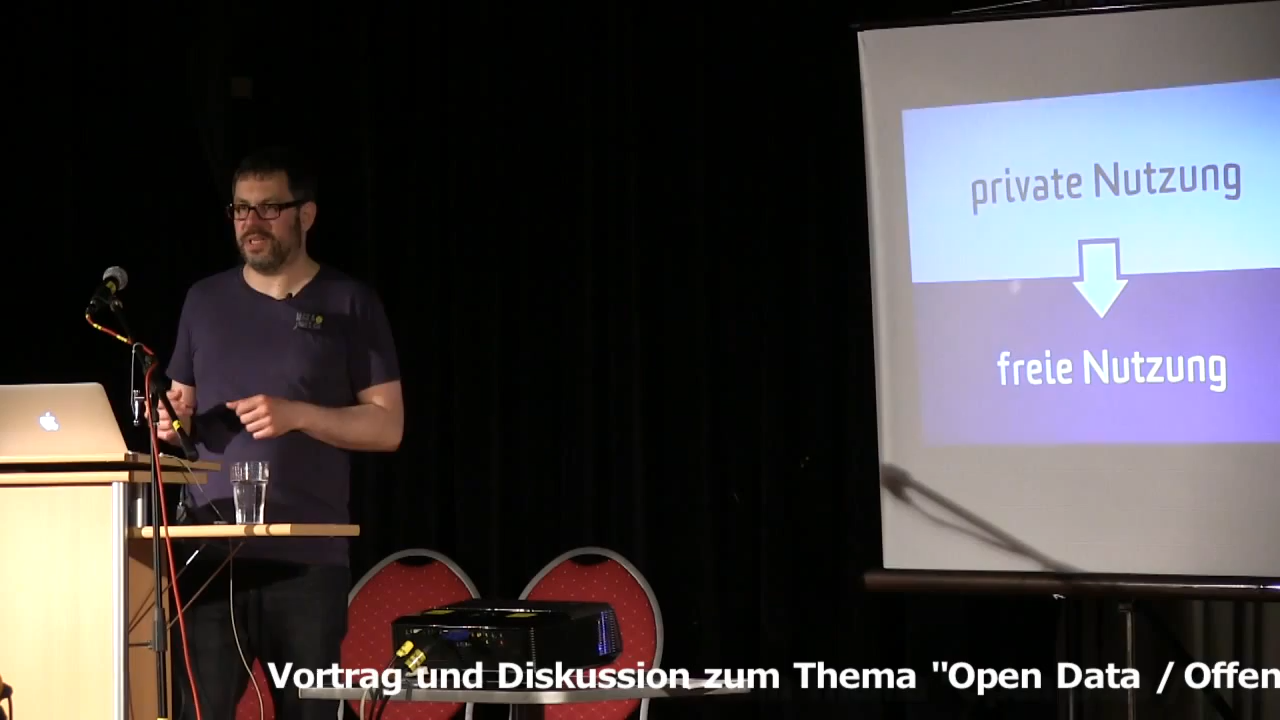 private Nutzung
freie Nutzung
Vortrag und Diskussion zum Thema "Open Data / Offen